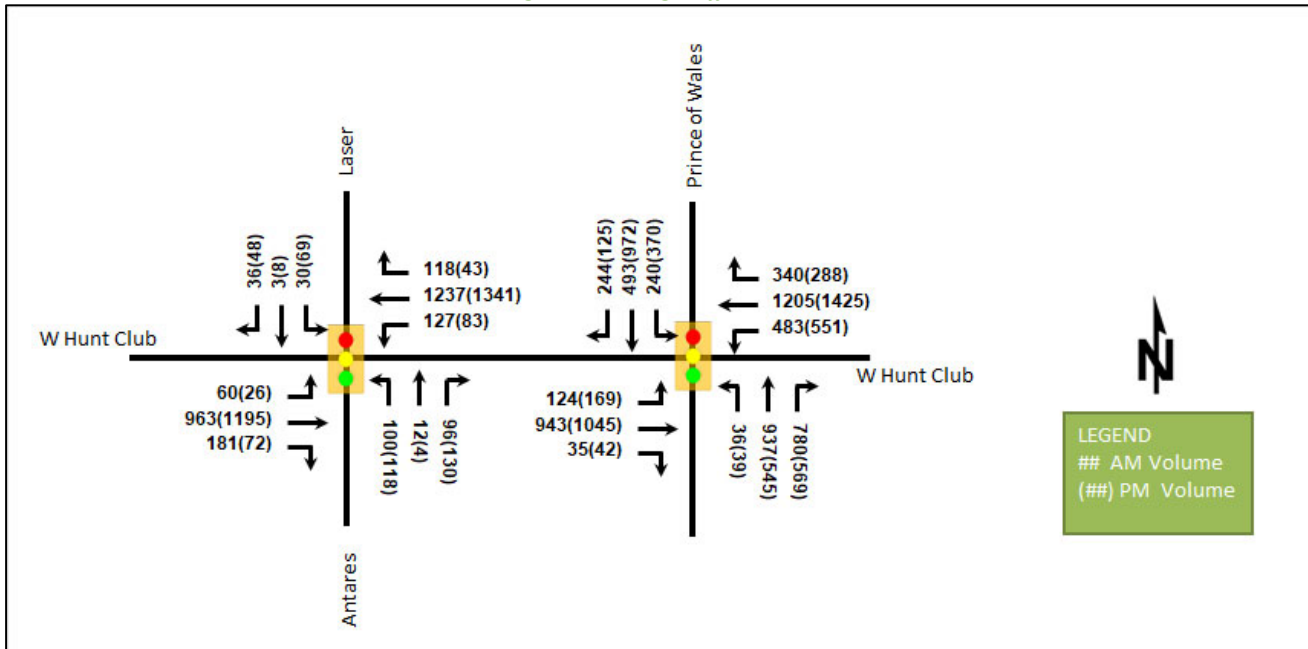 Laser
Prince of Wales
36(48)
3(8)
30(69)
118(43)
1237(1341)
127(83)
244(125)
493(972)
240(370)
340(288)
1205(1425)
483(551)
W Hunt Club
W Hunt Club
60(26)
963(1195)
181(72)
100(118)
12(4)
96(130)
124(169)
943(1045)
35(42)
36(39)
937(545)
780(569)
Antares
N
LEGEND
## AM Volume
(##) PM Volume